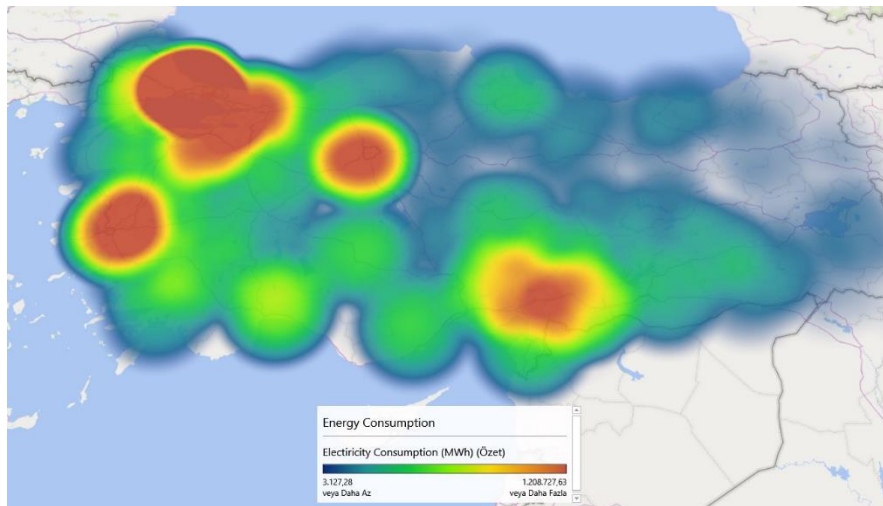 Energy Consumption
Electiricity Consumption (MWh) (Özet)
3.127,28 1.208.727,63
veya Daha Az veya Daha Fazla